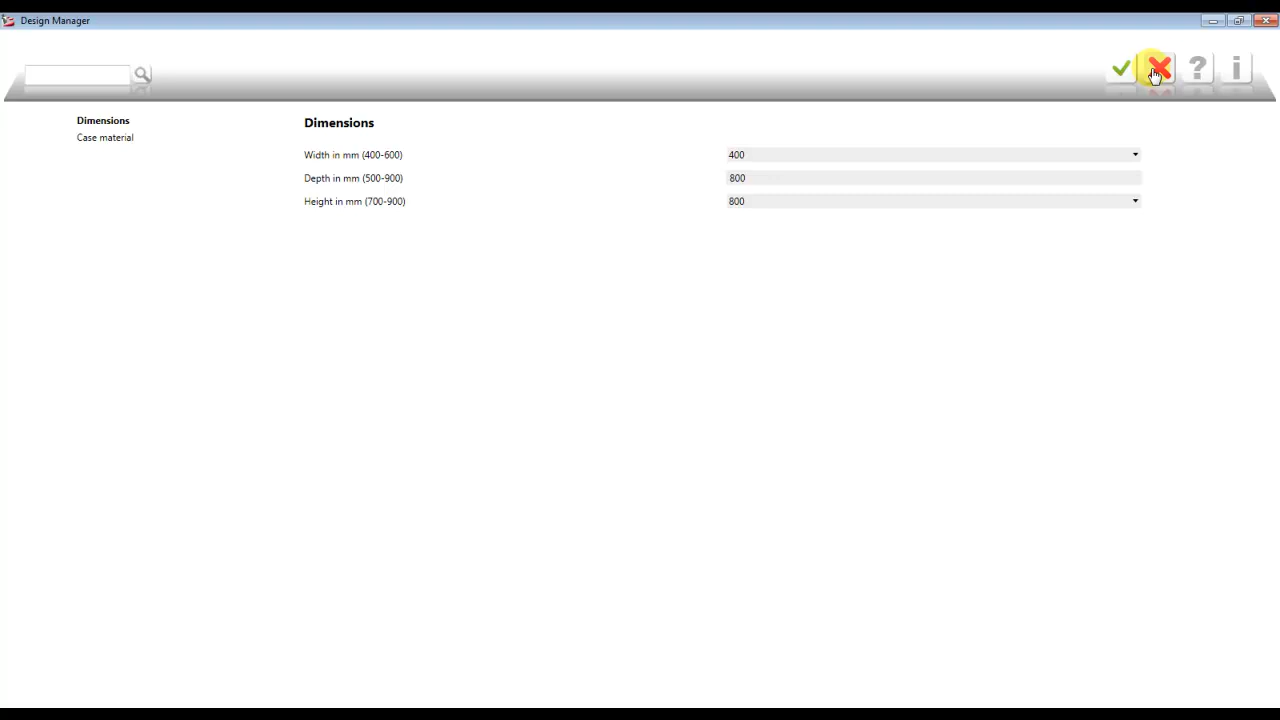 Design Manager
Dimensions
Case material
Dimensions
Width in mm (400-600)
400
Depth in mm (500-900)
800
Height in mm (700-900)
800